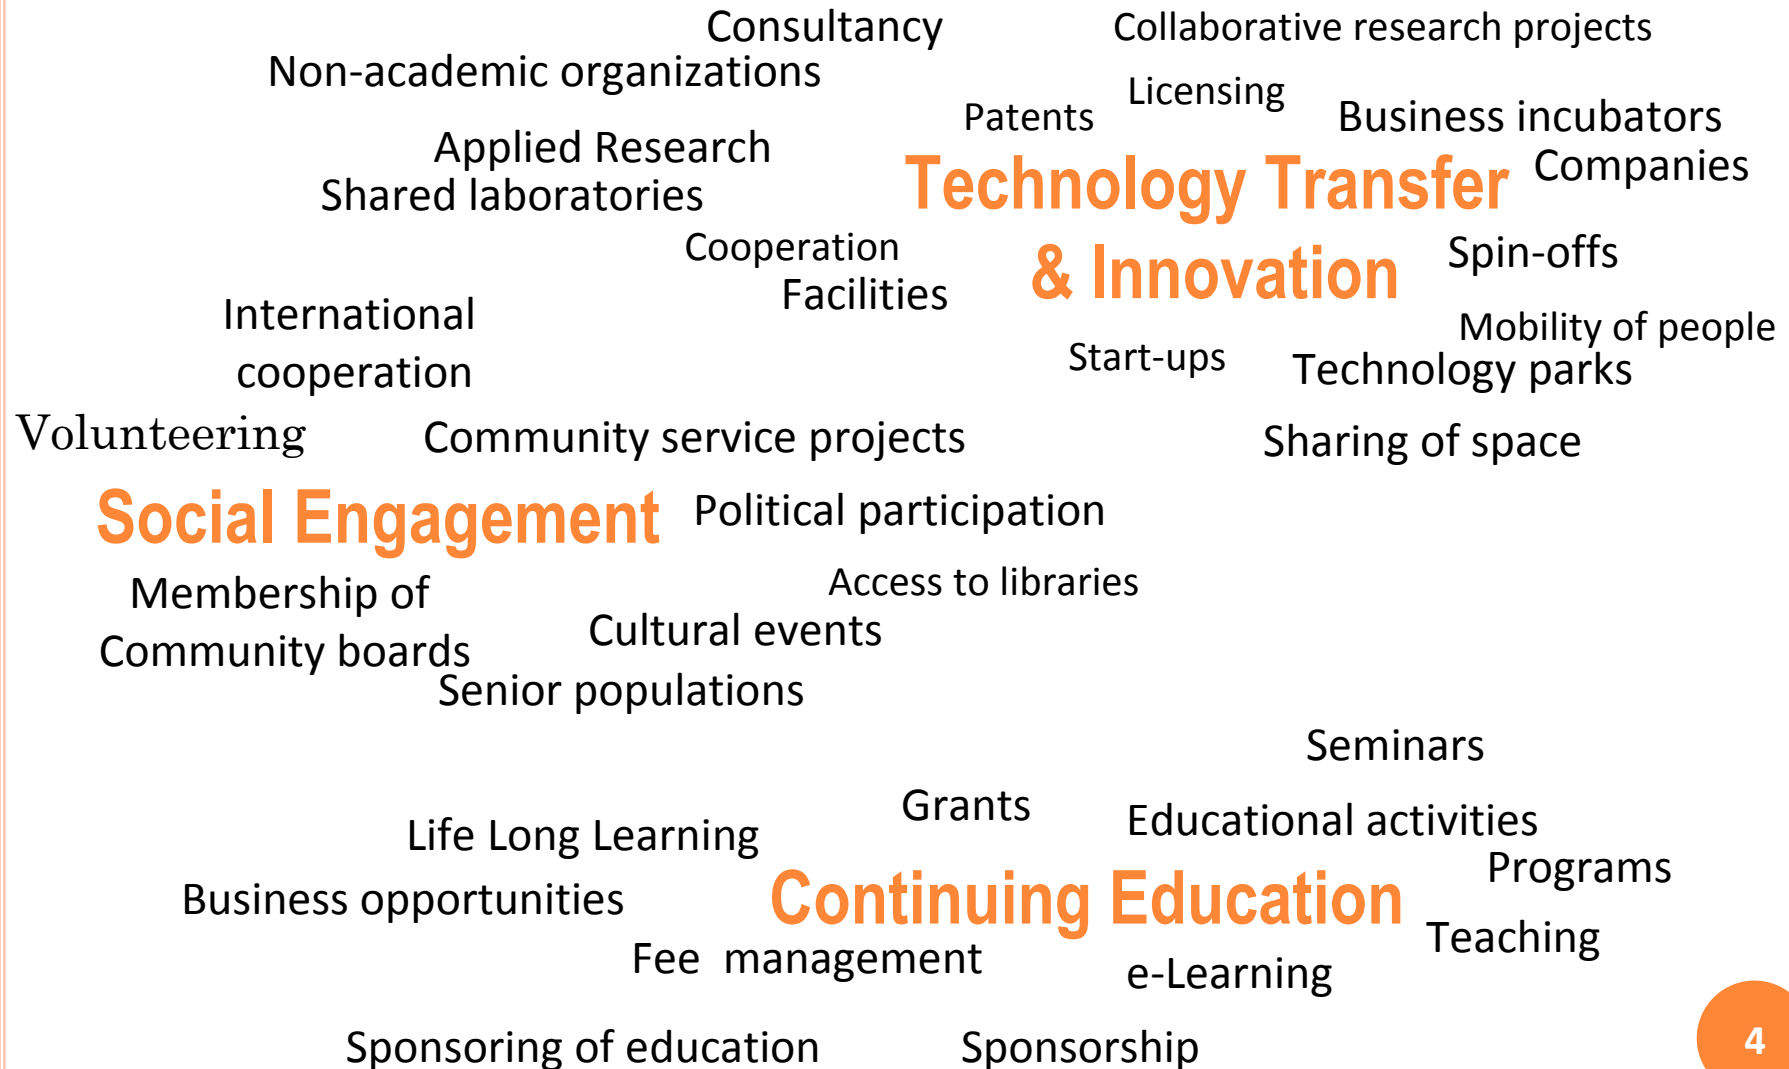 Consultancy
Collaborative research projects
Non-academic organizations
Licensing
Patents
Business incubators
Applied Research
Technology Transfer
Companies
Shared laboratories
Cooperation
& Innovation
Spin-offs
Facilities
International
cooperation
Mobility of people
Start-ups
Technology parks
Volunteering
Community service projects
Sharing of space
Social Engagement
Political participation
Membership of
Community boards
Access to libraries
Cultural events
Senior populations
Seminars
Grants
Educational activities
Life Long Learning
Programs
Business opportunities
Continuing Education
Teaching
Fee  management
e-Learning
Sponsoring of education
Sponsorship
4